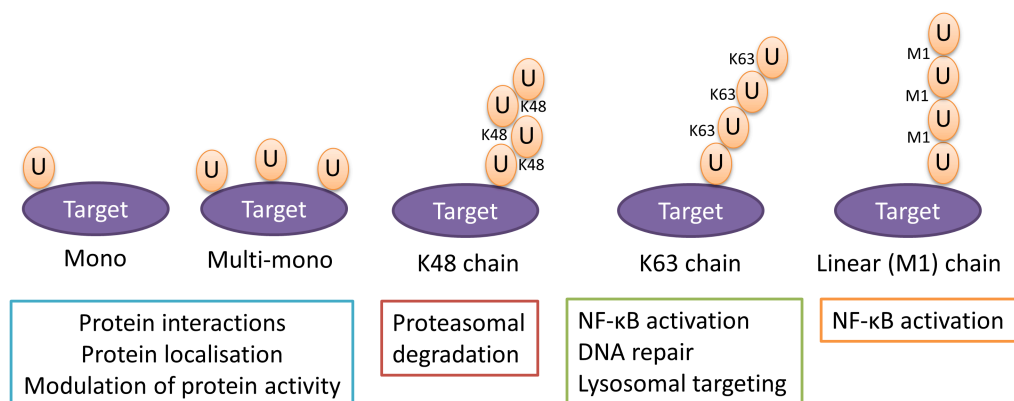 U
Target
Mono
U U U
Target
Multi-mono
U
U K48
K48 U
U K48
Target
K48 chain
K63 U
K63 U
K63 U
U
Target
K63 chain
U
M1
U
M1
U
M1
U
Target
Linear (M1) chain
Protein interactions
Protein localisation
Modulation of protein activity
Proteasomal
degradation
NF-κB activation
DNA repair
Lysosomal targeting
NF-κB activation